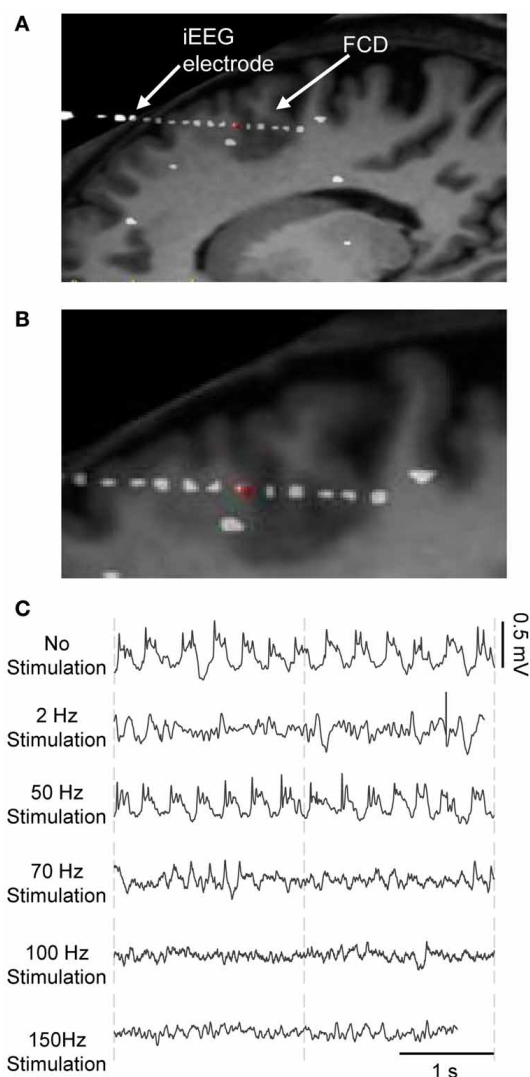 A
iEEG
electrode
FCD
B
C
0.5 mV
No
Stimulation
2 Hz
Stimulation
50 Hz
Stimulation
70 Hz
Stimulation
100 Hz
Stimulation
150Hz
Stimulation
1 s